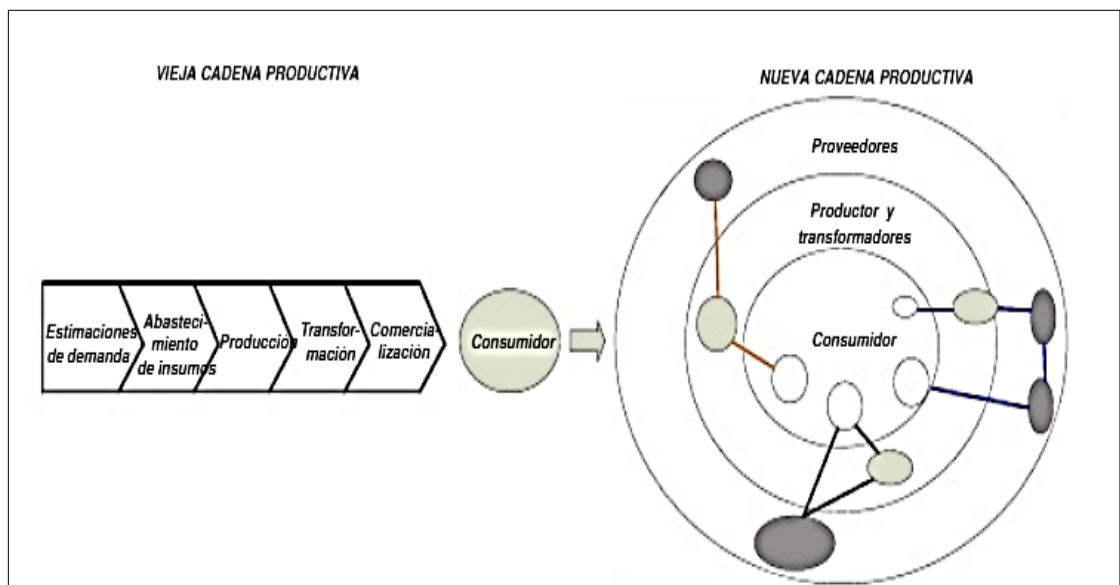 VIEJA CADENA PRODUCTIVA
NUEVA CADENA PRODUCTIVA
Proveedores
Productor y
transformadores
Estimaciones
de demanda
Abasteci-
miento
de insumos
Producción
Transfor-
mación
Comercia-
lización
Consumidor
Consumidor